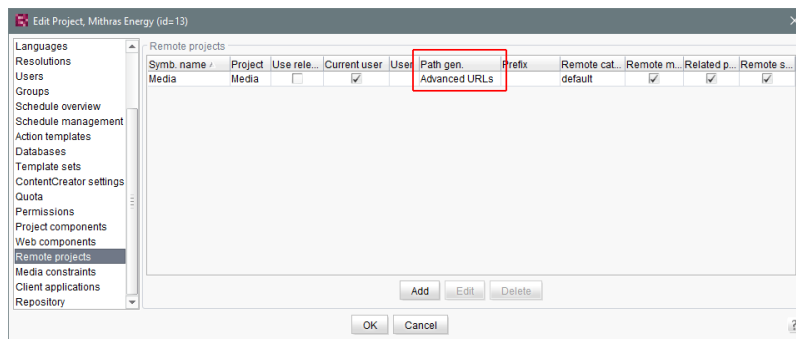 Edit Project, Mithras Energy (id=13)
Languages
Resolutions
Users
Groups
Schedule overview
Schedule management
Action templates
Databases
Template sets
ContentCreator settings
Quota
Permissions
Project components
Web components
Remote projects
Media constraints
Client applications
Repository
Remote projects
Symb. name Project Use rele... Current user User Path gen. Prefix Remote cat... Remote m... Related p... Remote s...
Media Media Advanced URLs default
Add Edit Delete
OK Cancel
?